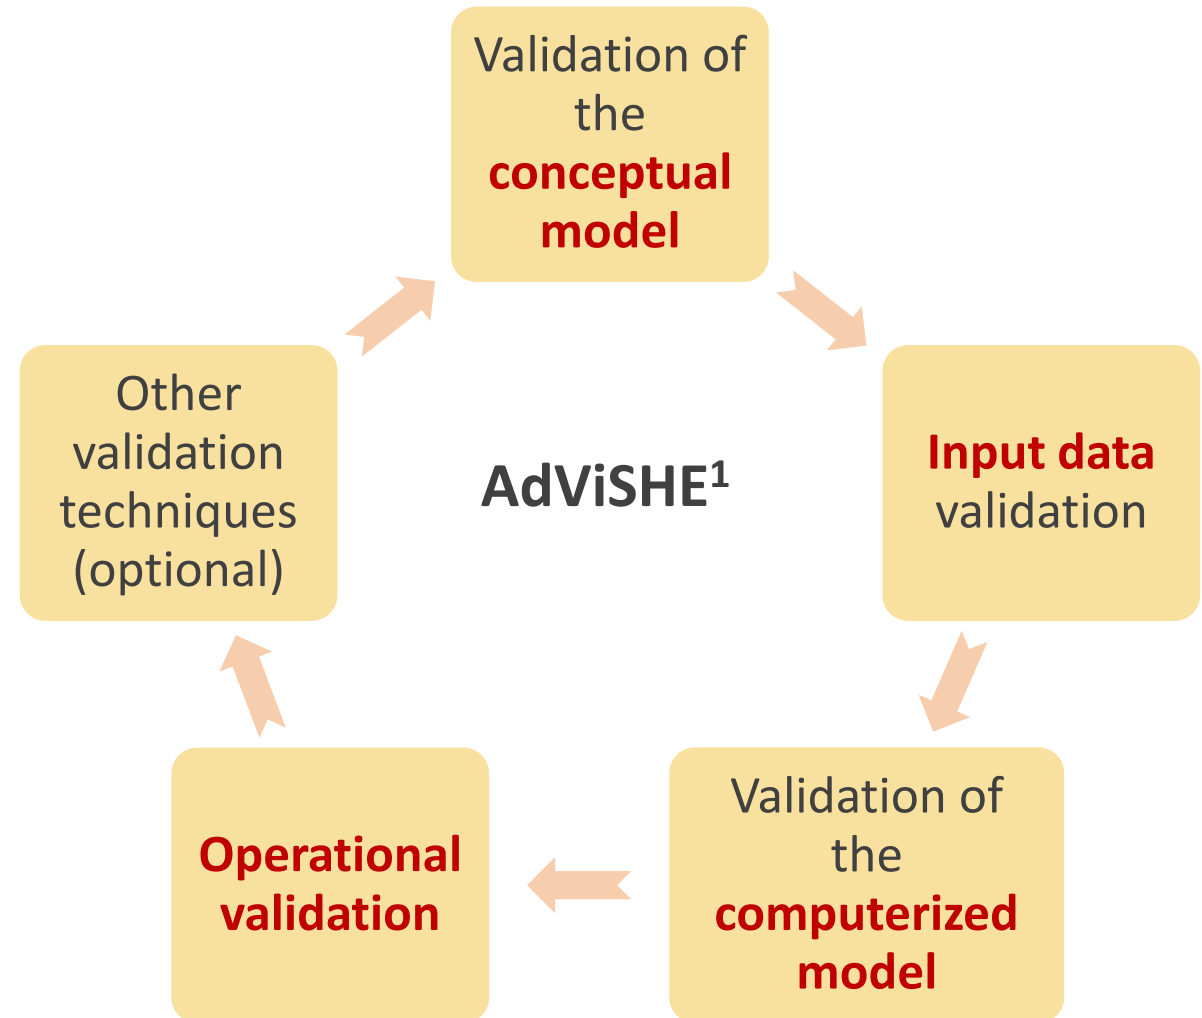 Validation of
the
conceptual
model
Other
validation
techniques
(optional)
AdViSHE¹
Input data
validation
Operational
validation
Validation of
the
computerized
model